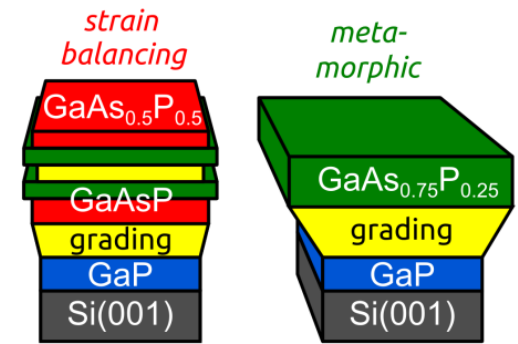 strain
balancing
GaAs₀.₅P₀.₅
GaAsP
grading
GaP
Si(001)
meta-
morphic
GaAs₀.₇₅P₀.₂₅
grading
GaP
Si(001)